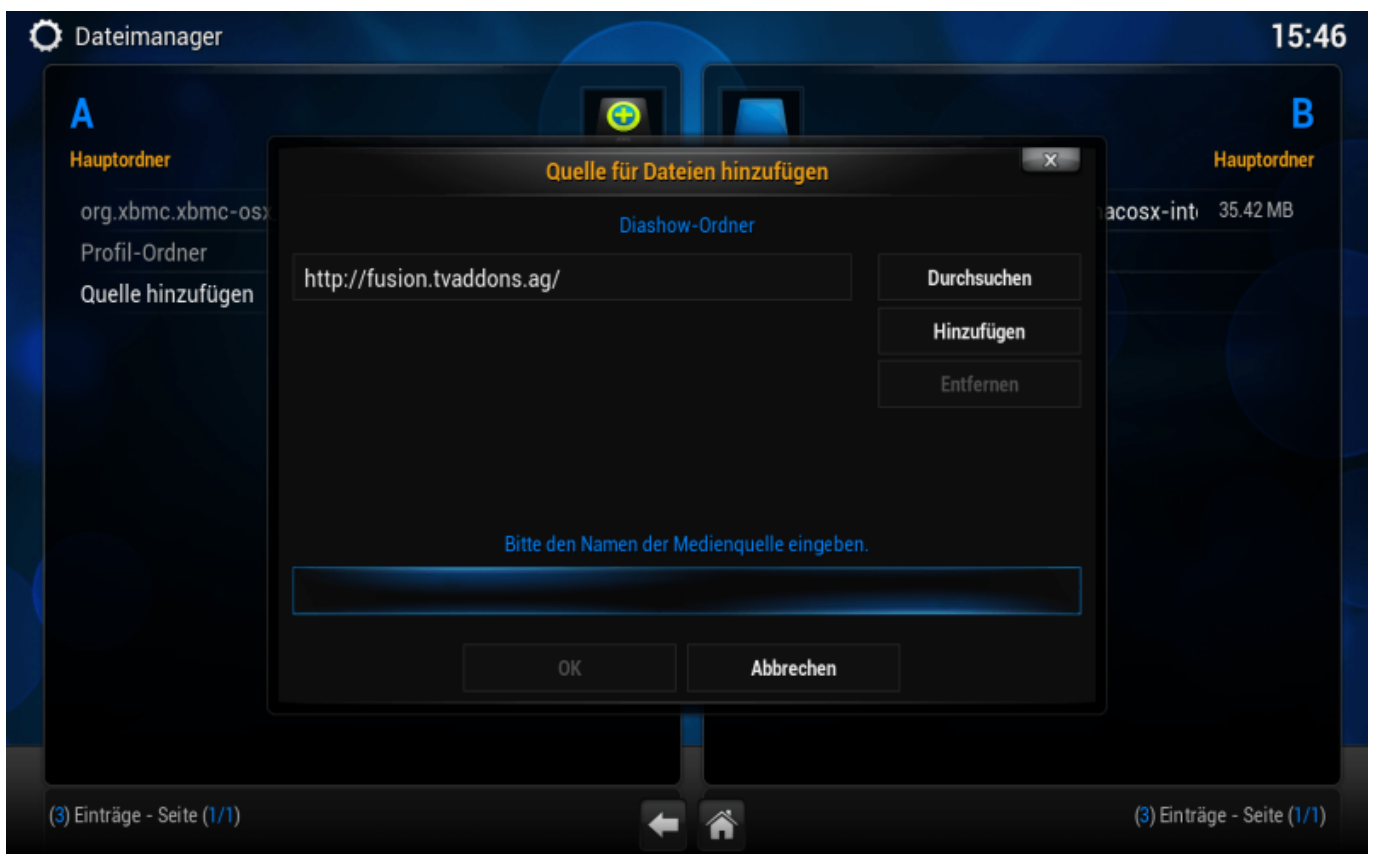 Dateimanager
15:46
A
B
Hauptordner
Hauptordner
Quelle für Dateien hinzufügen
x
org.xbmc.xbmc-osx
35.42 MB
Diashow-Ordner
Profil-Ordner
http://fusion.tvaddons.ag/
Durchsuchen
Quelle hinzufügen
Hinzufügen
Entfernen
Bitte den Namen der Medienquelle eingeben.
OK
Abbrechen
(3) Einträge - Seite (1/1)
(3) Einträge - Seite (1/1)